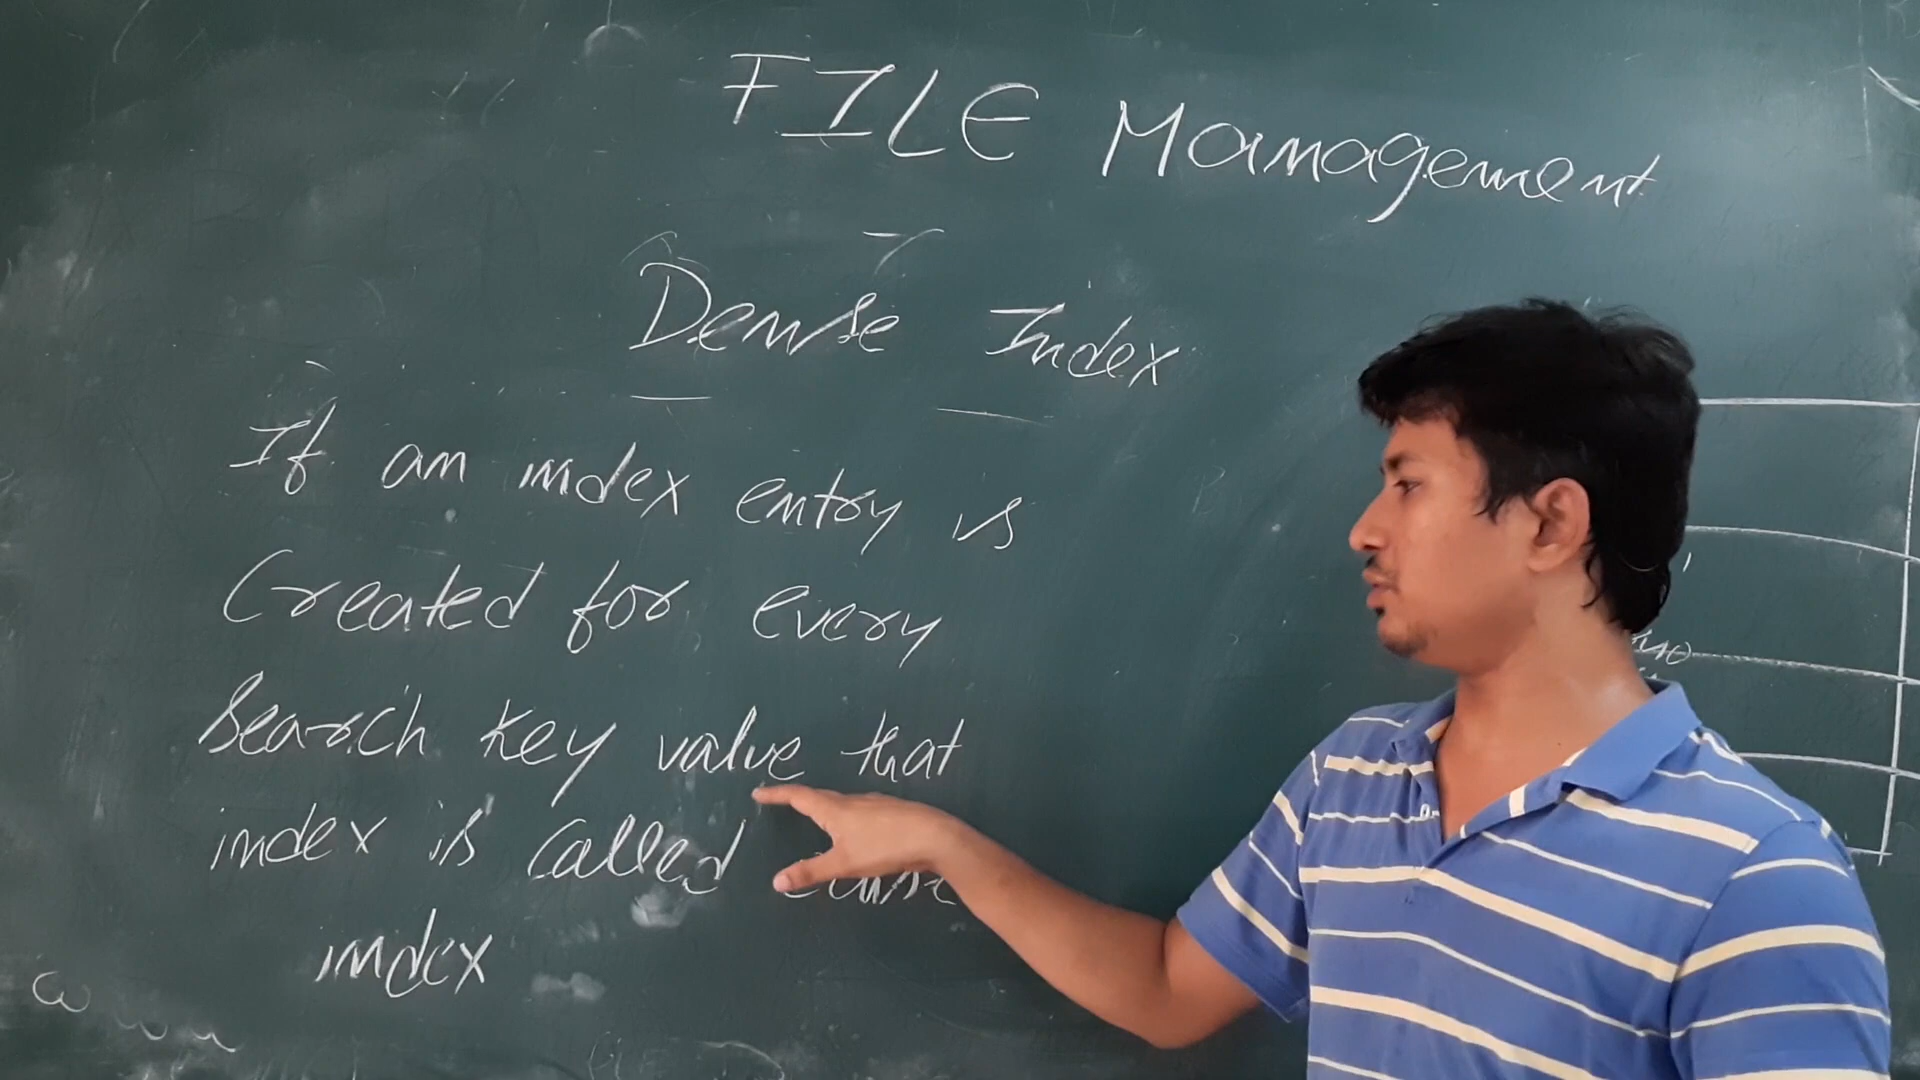 FILE Management
Dense Index
If an index entry is
Created for every
Search key value that
index is called
index